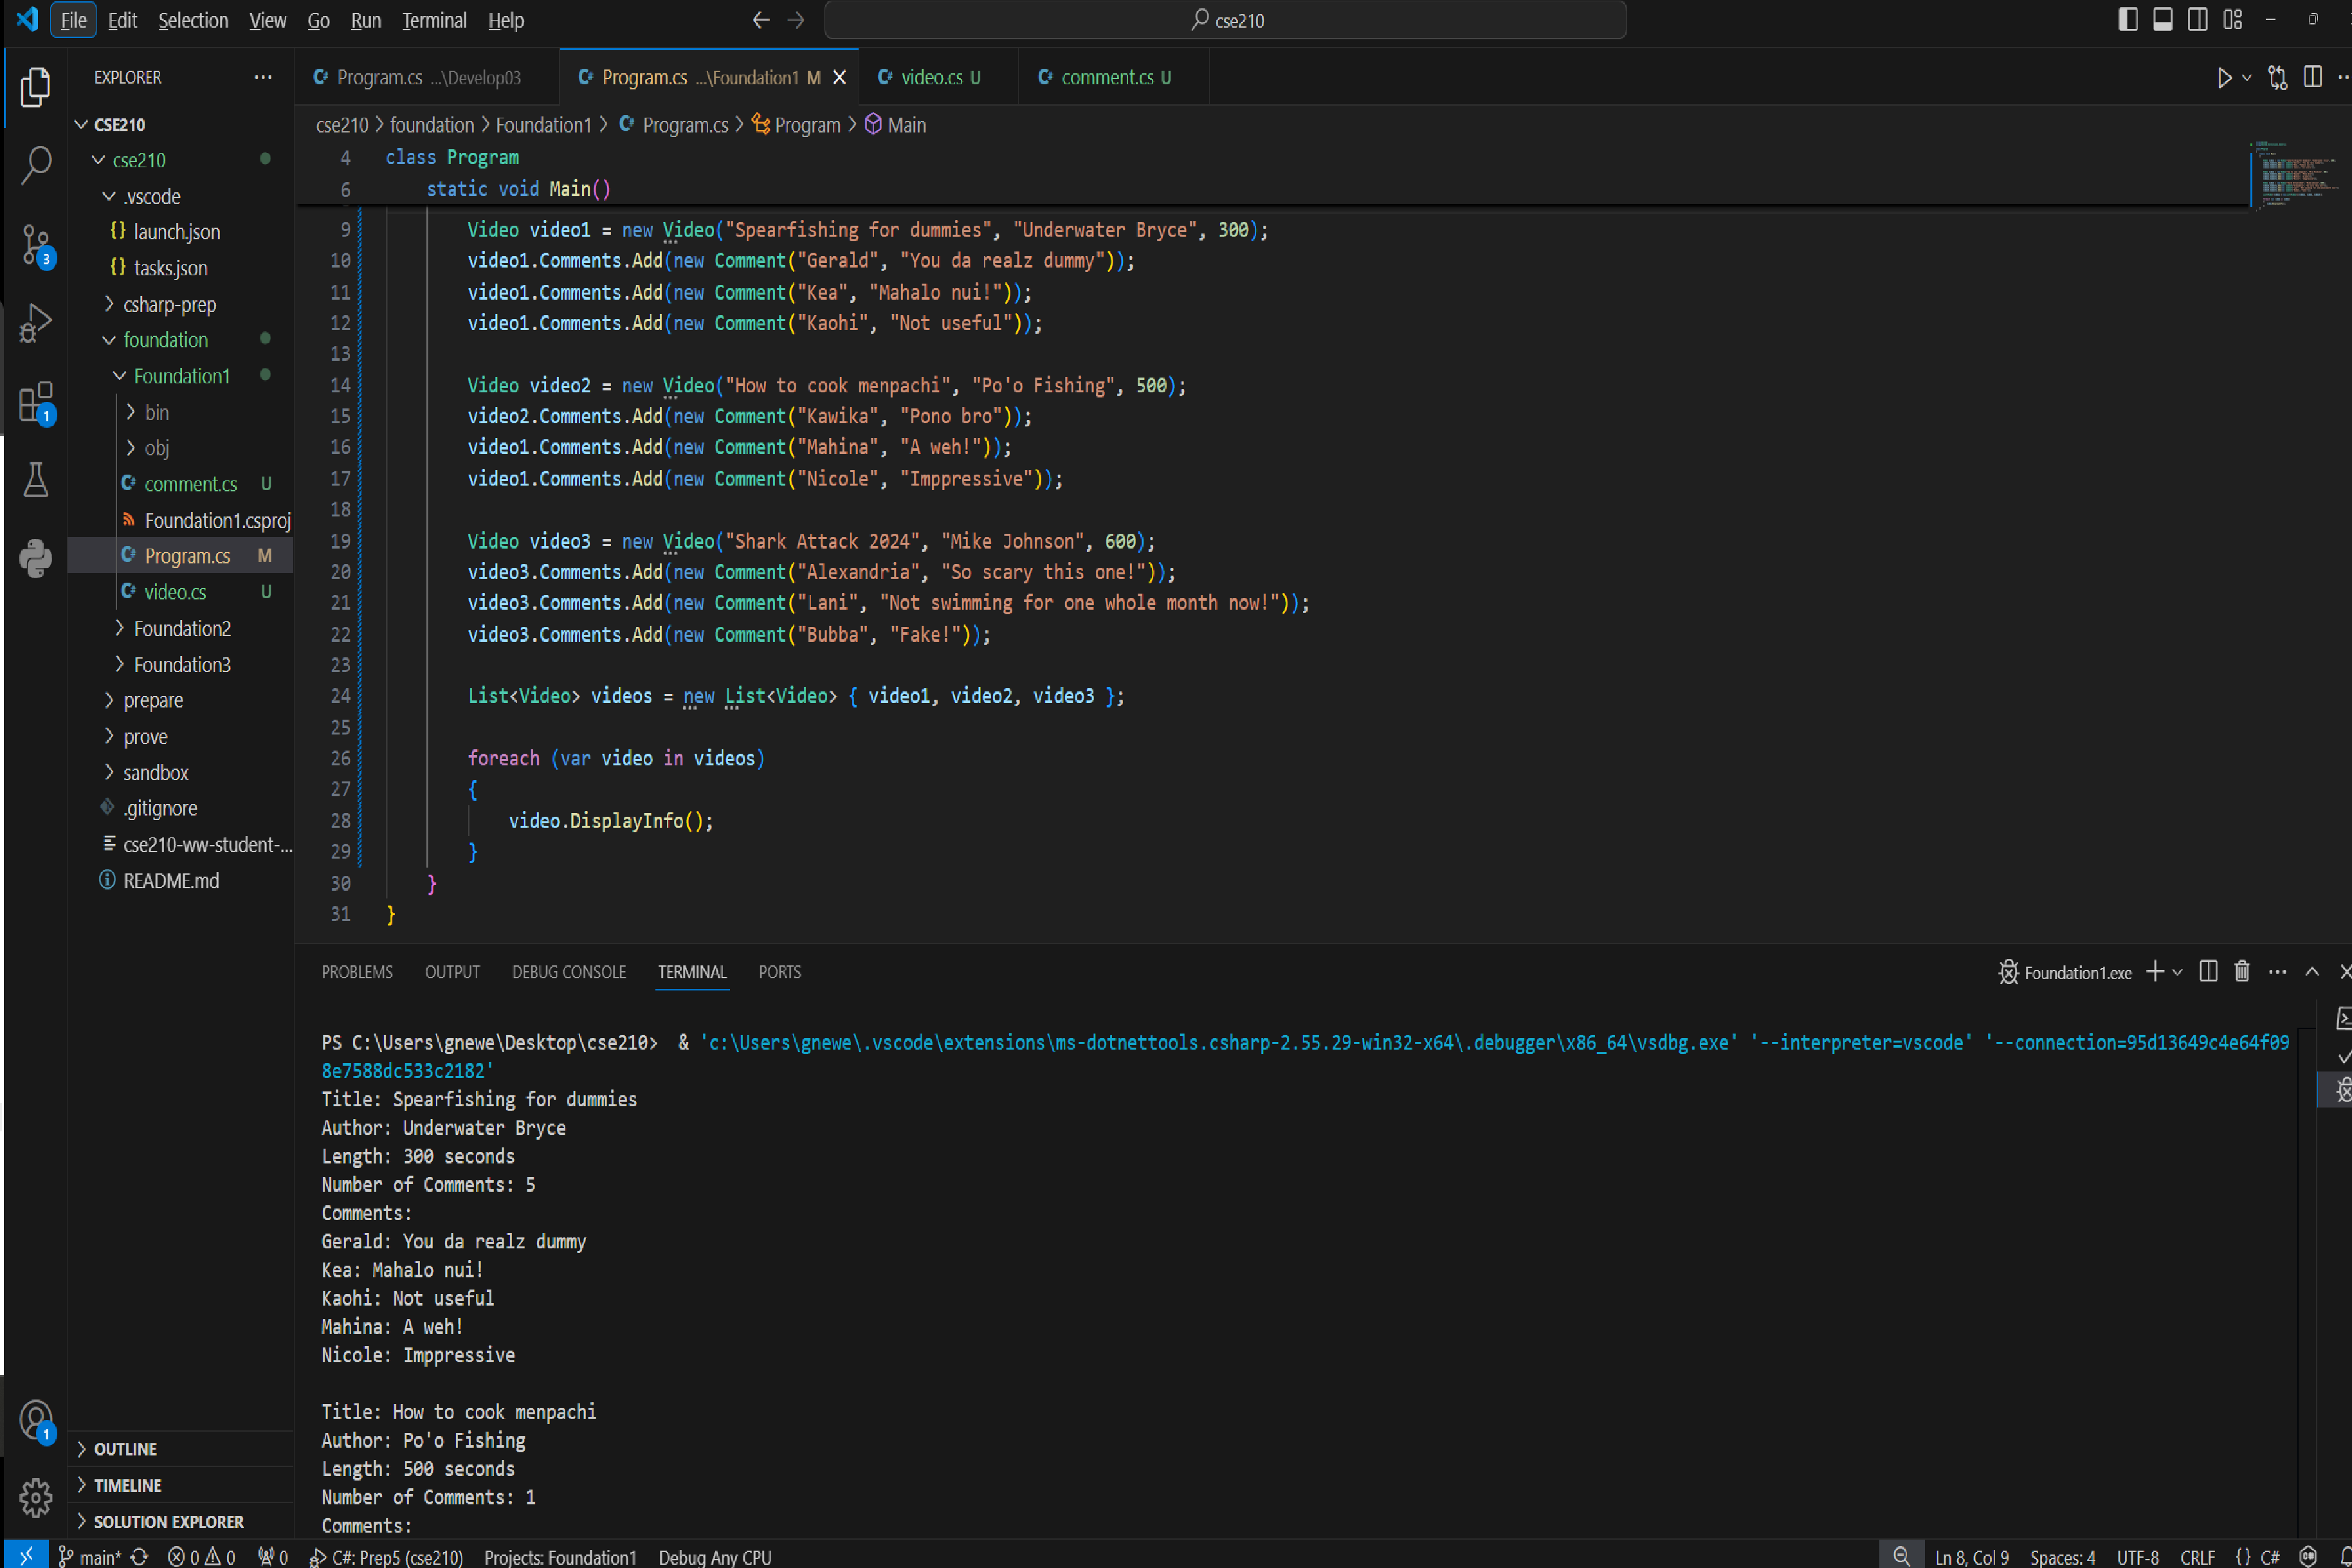 File Edit Selection View Go Run Terminal Help
cse210
EXPLORER
Program.cs ...\Develop03
Program.cs ...\Foundation1 M
video.cs U
comment.cs U
cse210 > foundation > Foundation1 > Program.cs > Program > Main
CSE210
cse210
.vscode
{} launch.json
{} tasks.json
csharp-prep
foundation
Foundation1
bin
obj
comment.cs U
Foundation1.csproj
Program.cs M
video.cs U
Foundation2
Foundation3
prepare
prove
sandbox
.gitignore
cse210-ww-student-...
README.md
OUTLINE
TIMELINE
SOLUTION EXPLORER
3
1
1
4 class Program
6 static void Main()
9 Video video1 = new Video("Spearfishing for dummies", "Underwater Bryce", 300);
10 video1.Comments.Add(new Comment("Gerald", "You da realz dummy"));
11 video1.Comments.Add(new Comment("Kea", "Mahalo nui!"));
12 video1.Comments.Add(new Comment("Kaohi", "Not useful"));
13
14 Video video2 = new Video("How to cook menpachi", "Po'o Fishing", 500);
15 video2.Comments.Add(new Comment("Kawika", "Pono bro"));
16 video1.Comments.Add(new Comment("Mahina", "A weh!"));
17 video1.Comments.Add(new Comment("Nicole", "Imppressive"));
18
19 Video video3 = new Video("Shark Attack 2024", "Mike Johnson", 600);
20 video3.Comments.Add(new Comment("Alexandria", "So scary this one!"));
21 video3.Comments.Add(new Comment("Lani", "Not swimming for one whole month now!"));
22 video3.Comments.Add(new Comment("Bubba", "Fake!"));
23
24 List<Video> videos = new List<Video> { video1, video2, video3 };
25
26 foreach (var video in videos)
27 {
28 video.DisplayInfo();
29 }
30 }
31 }
PROBLEMS OUTPUT DEBUG CONSOLE TERMINAL PORTS
Foundation1.exe
PS C:\Users\gnewe\Desktop\cse210> & 'c:\Users\gnewe\.vscode\extensions\ms-dotnettools.csharp-2.55.29-win32-x64\.debugger\x86_64\vsdbg.exe' '--interpreter=vscode' '--connection=95d13649c4e64f09
8e7588dc533c2182'
Title: Spearfishing for dummies
Author: Underwater Bryce
Length: 300 seconds
Number of Comments: 5
Comments:
Gerald: You da realz dummy
Kea: Mahalo nui!
Kaohi: Not useful
Mahina: A weh!
Nicole: Imppressive

Title: How to cook menpachi
Author: Po'o Fishing
Length: 500 seconds
Number of Comments: 1
Comments:
main* 0 0 0 C#: Prep5 (cse210) Projects: Foundation1 Debug Any CPU
Ln 8, Col 9 Spaces: 4 UTF-8 CRLF {} C#